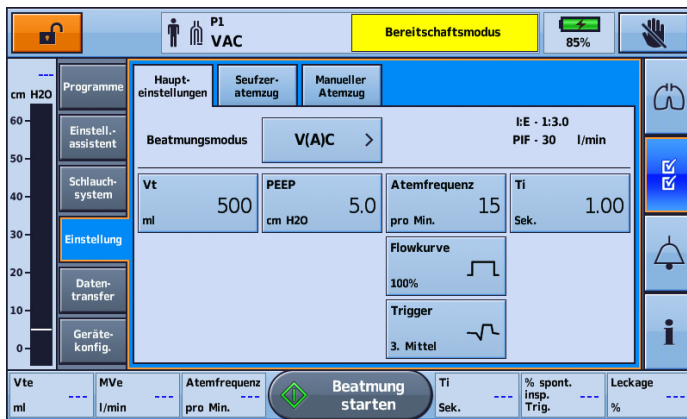 P1
VAC
Bereitschaftsmodus
85%
---
cm H2O
60
50
40
30
20
10
0
Programme
Einstell.-
assistent
Schlauch-
system
Einstellung
Daten-
transfer
Geräte-
konfig.
Haupt-
einstellungen
Seufzer-
atemzug
Manueller
Atemzug
Beatmungsmodus
V(A)C >
I:E - 1:3.0
PIF - 30 l/min
Vt
500
ml
PEEP
5.0
cm H2O
Atemfrequenz
15
pro Min.
Ti
1.00
Sek.
Flowkurve
100%
Trigger
3. Mittel
Vte
---
ml
MVe
---
l/min
Atemfrequenz
---
pro Min.
Beatmung
starten
Ti
---
Sek.
% spont.
insp.
Trig.
---
Leckage
---
%